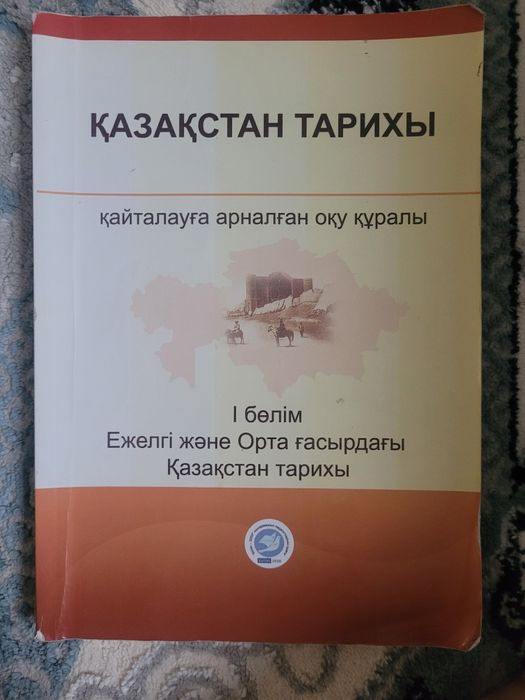 ҚАЗАҚСТАН ТАРИХЫ
қайталауға арналған оқу құралы
І бөлім
Ежелгі және Орта ғасырдағы
Қазақстан тарихы